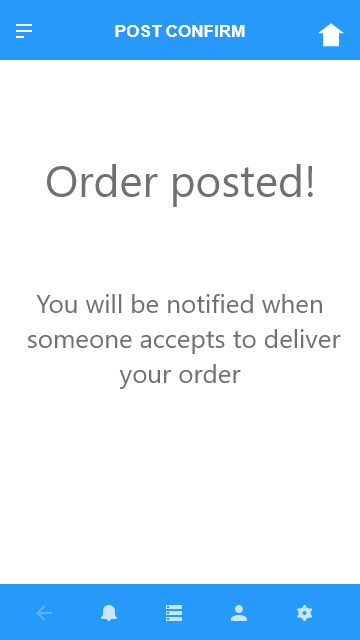 POST CONFIRM
Order posted!
You will be notified when
someone accepts to deliver
your order